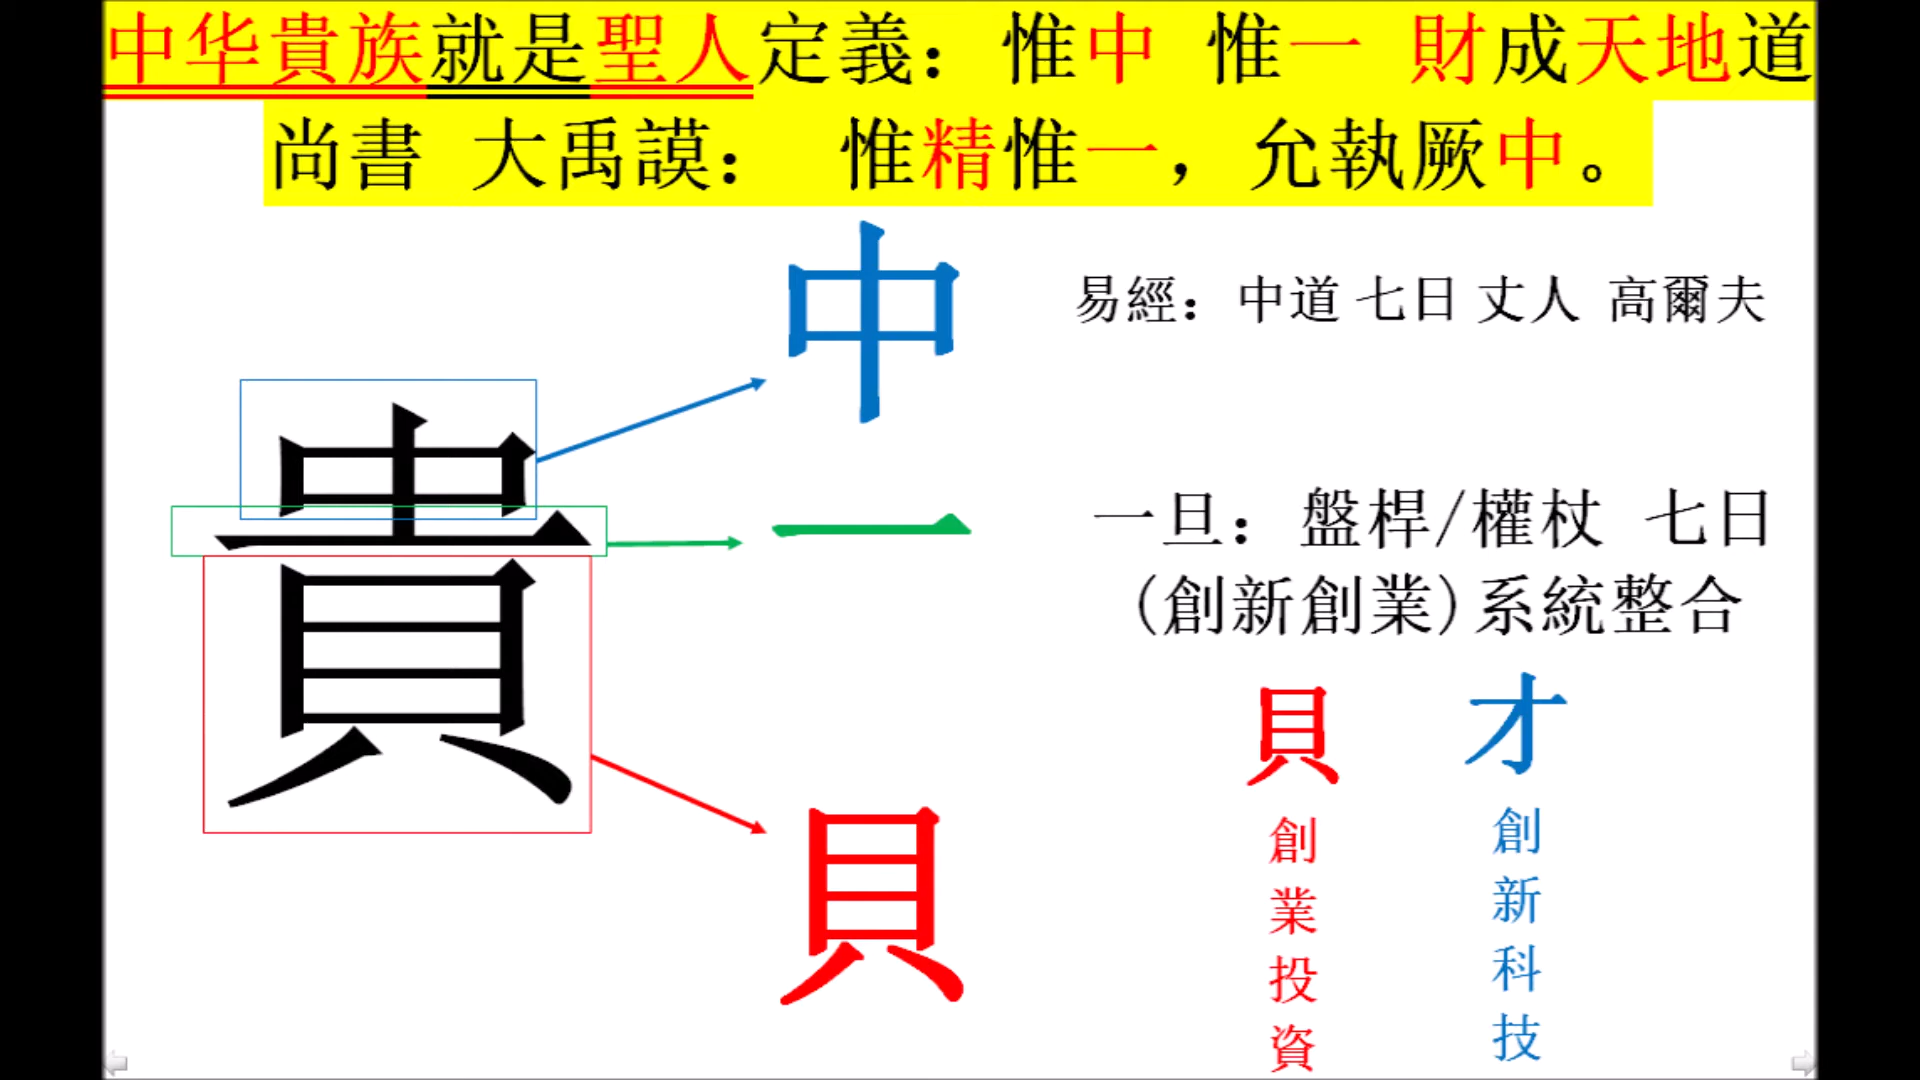 中华貴族就是聖人定義：惟中 惟一 財成天地道
尚書 大禹謨： 惟精惟一，允執厥中。
中
易經：中道 七日 丈人 高爾夫
貴
一
一旦：盤桿/權杖 七日
(創新創業)系統整合
貝
貝
創業投資
才
創新科技